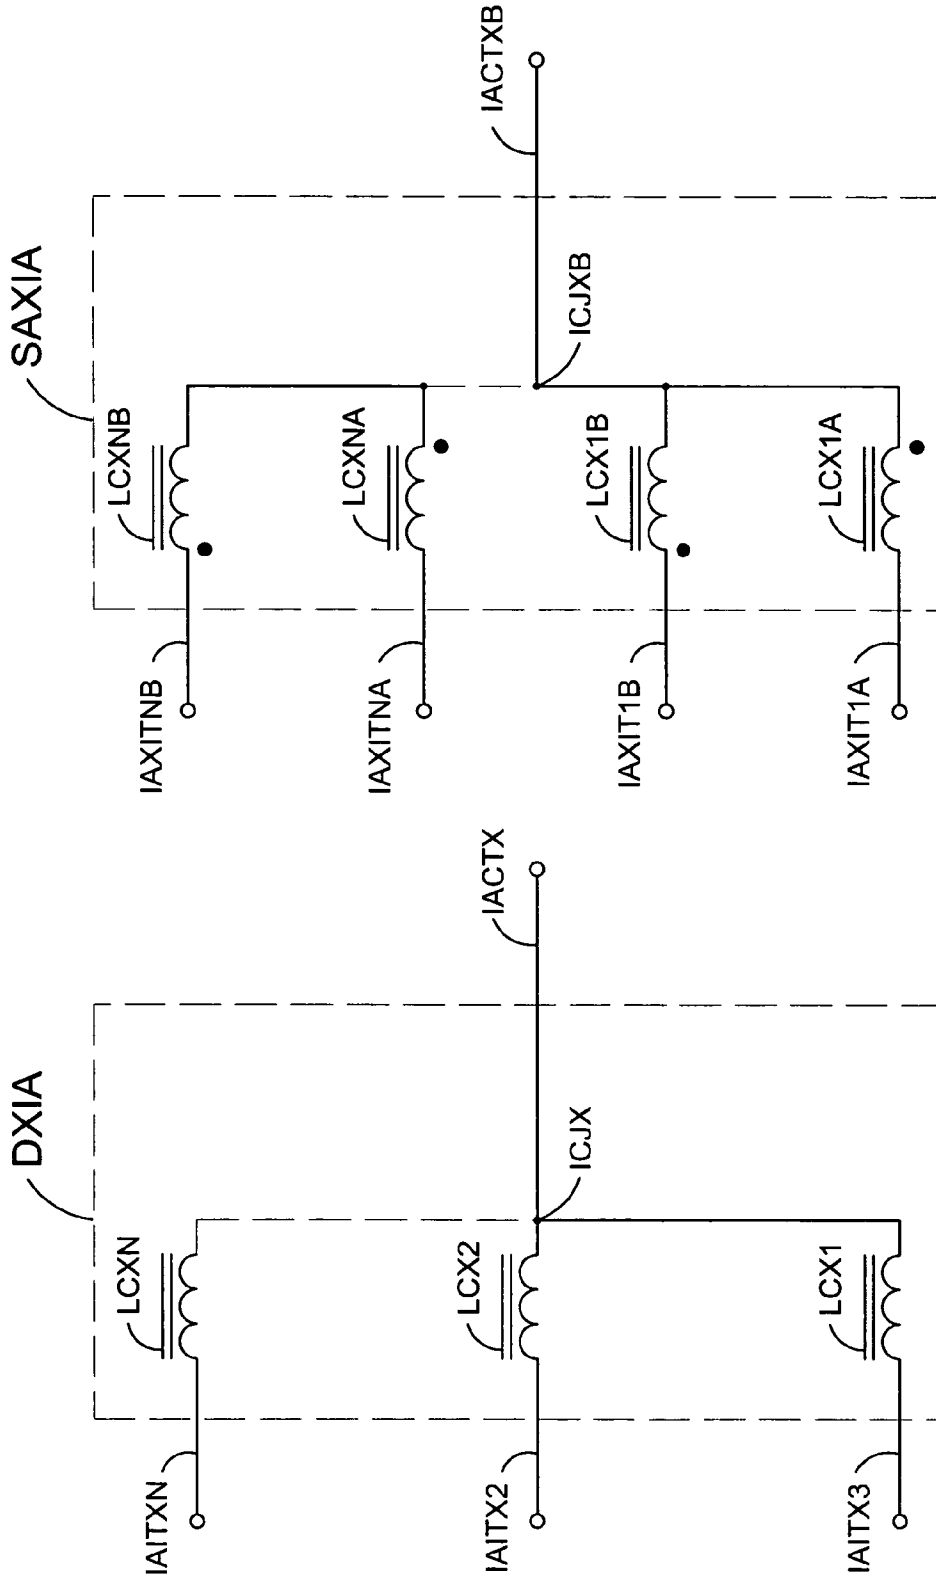 DXIA
LCXN
IAITXN
LCX2
IAITX2
ICJX
IACTX
LCX1
IAITX3
SAXIA
LCXNB
IAXITNB
LCXNA
IAXITNA
ICJXB
IACTXB
LCX1B
IAXIT1B
LCX1A
IAXIT1A